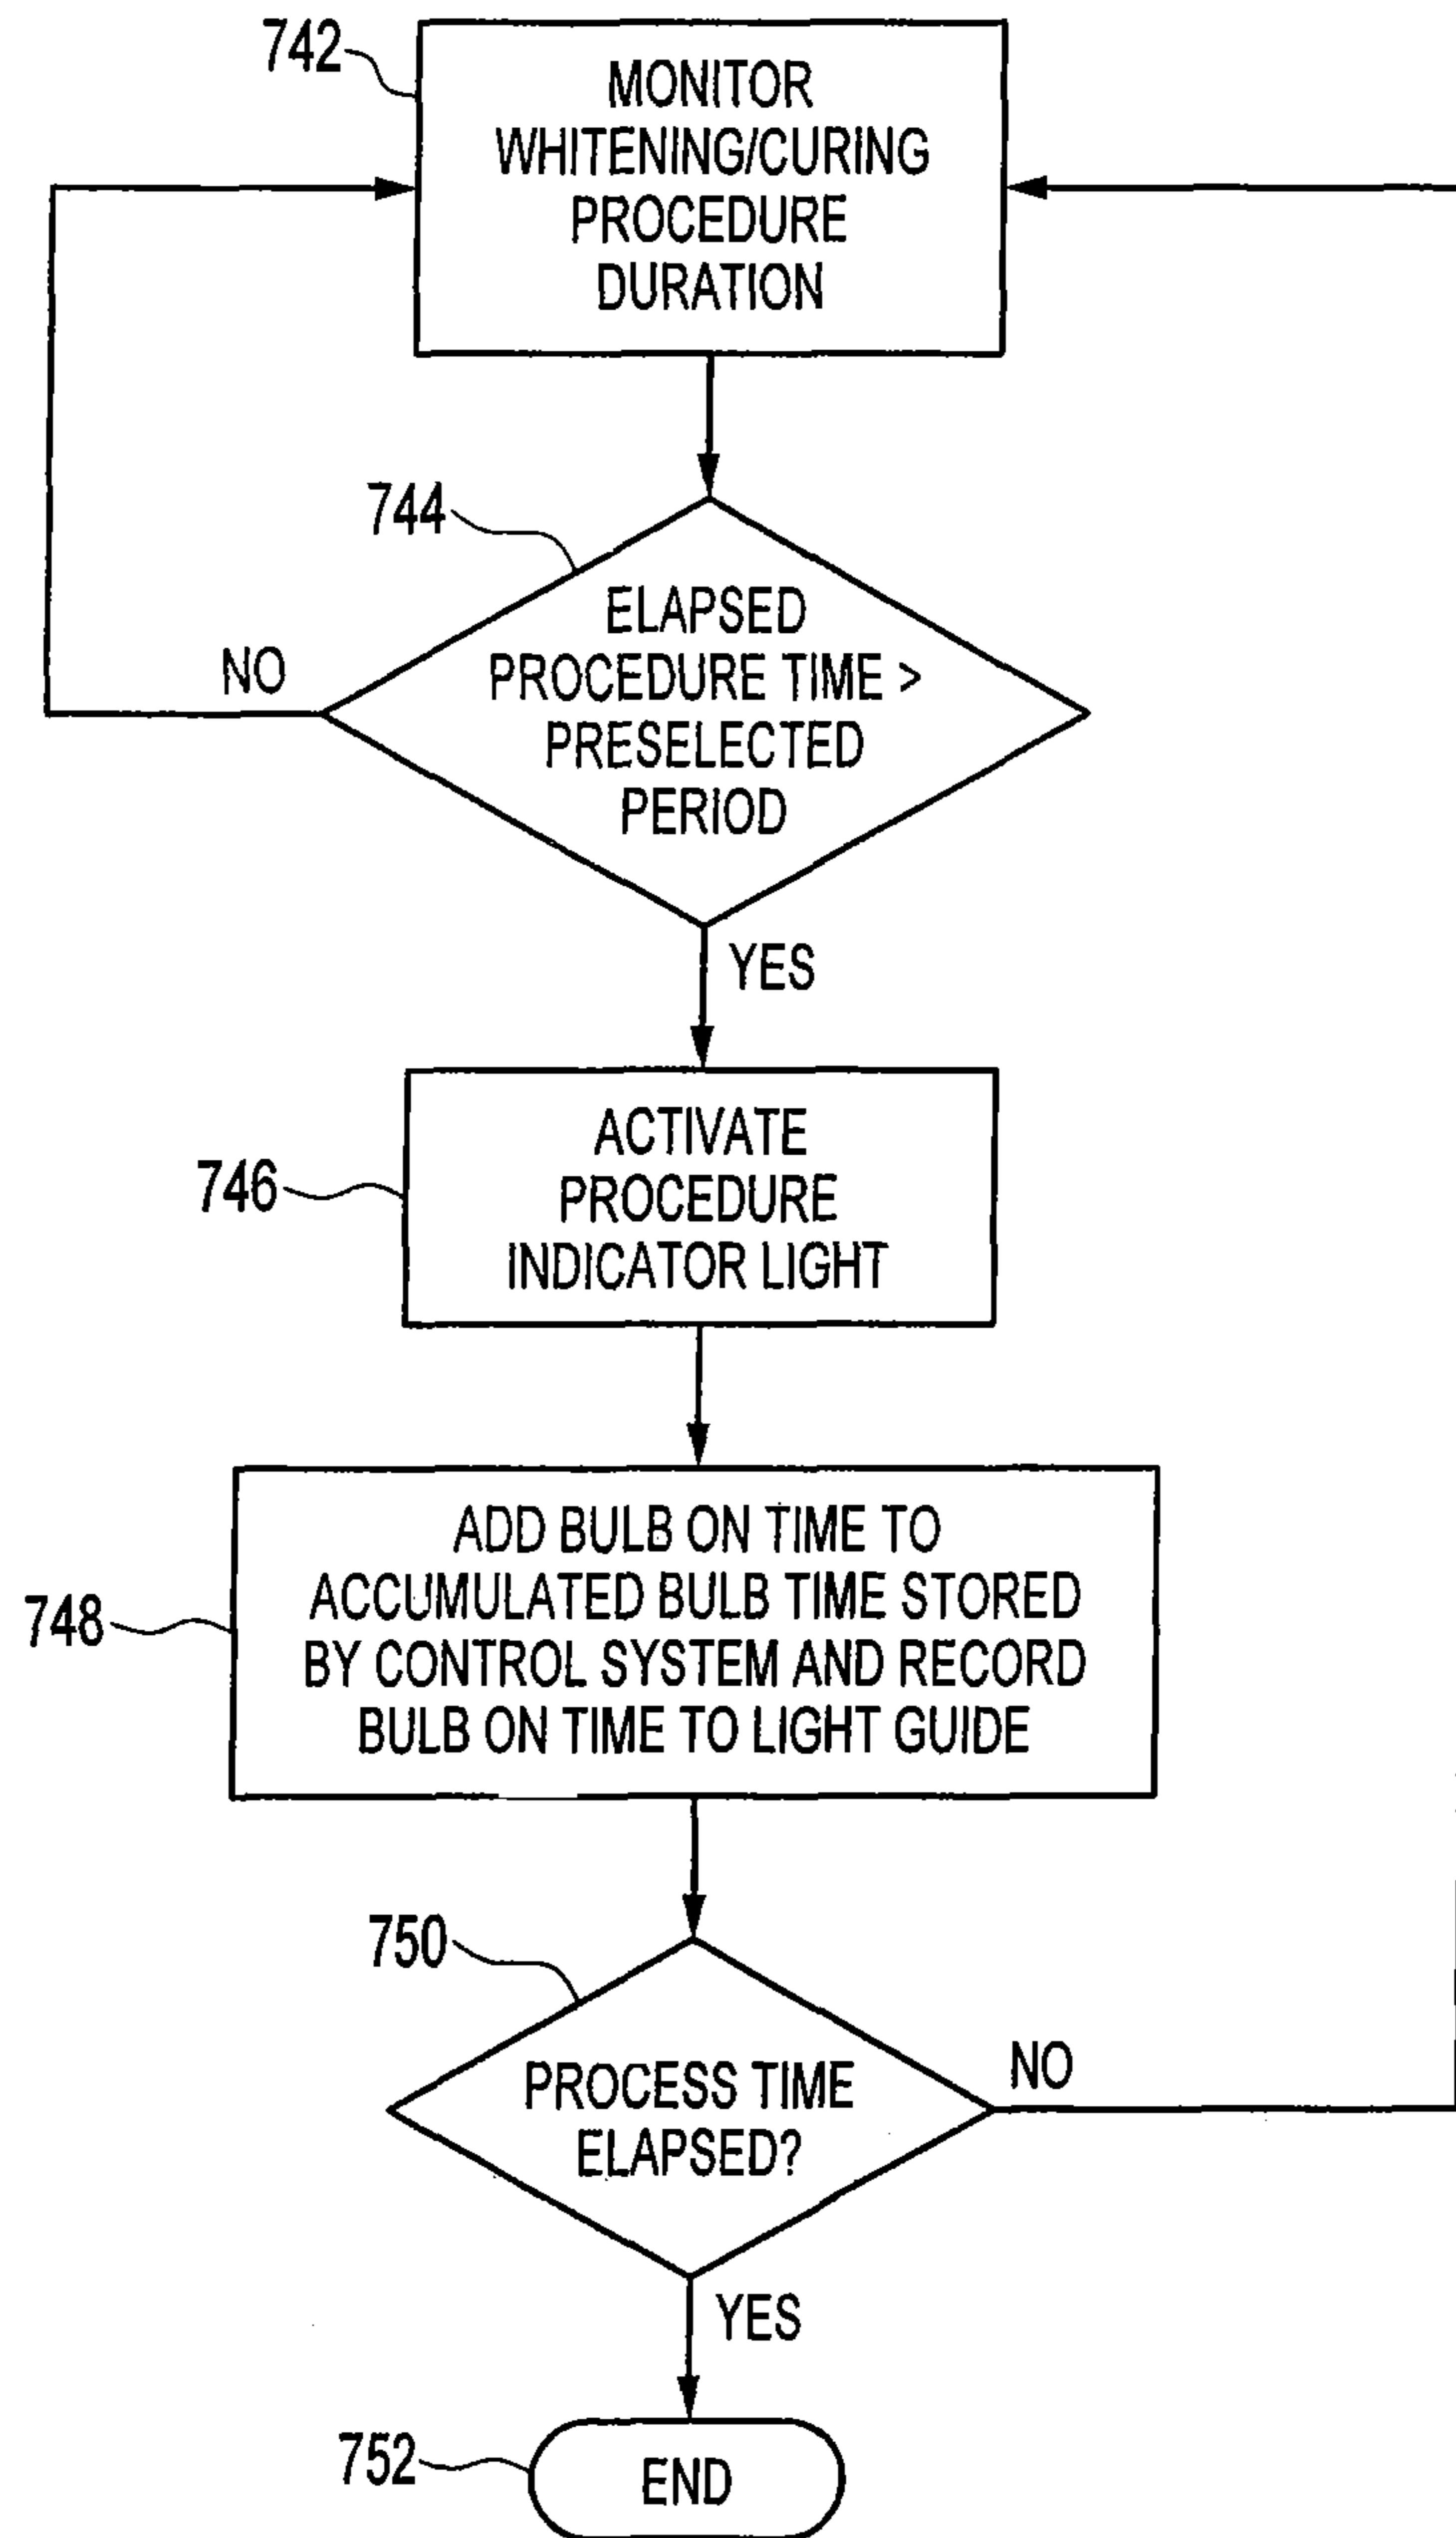 742
MONITOR
WHITENING/CURING
PROCEDURE
DURATION
744
ELAPSED
PROCEDURE TIME >
PRESELECTED
PERIOD
NO
YES
746
ACTIVATE
PROCEDURE
INDICATOR LIGHT
748
ADD BULB ON TIME TO
ACCUMULATED BULB TIME STORED
BY CONTROL SYSTEM AND RECORD
BULB ON TIME TO LIGHT GUIDE
750
PROCESS TIME
ELAPSED?
NO
YES
752
END